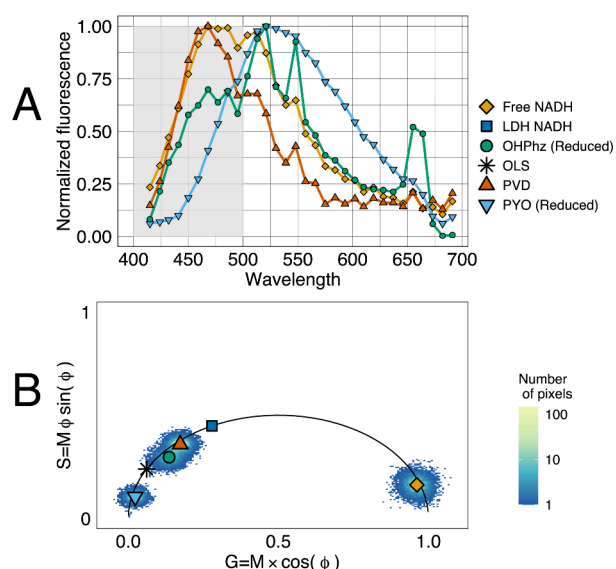 A
Normalized fluorescence
1.00
0.75
0.50
0.25
0.00
400 450 500 550 600 650 700
Wavelength
Free NADH
LDH NADH
OHPhz (Reduced)
OLS
PVD
PYO (Reduced)
B
S=M ϕ sin( ϕ )
1
0
0.0 0.5 1.0
G=M × cos( ϕ )
Number
of pixels
100
10
1